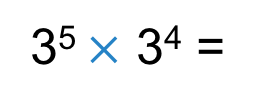 3⁵ × 3⁴ =